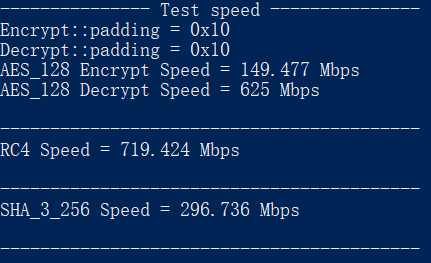 --------------- Test speed ---------------
Encrypt::padding = 0x10
Decrypt::padding = 0x10
AES_128 Encrypt Speed = 149.477 Mbps
AES_128 Decrypt Speed = 625 Mbps
------------------------------------------
RC4 Speed = 719.424 Mbps
------------------------------------------
SHA_3_256 Speed = 296.736 Mbps
------------------------------------------